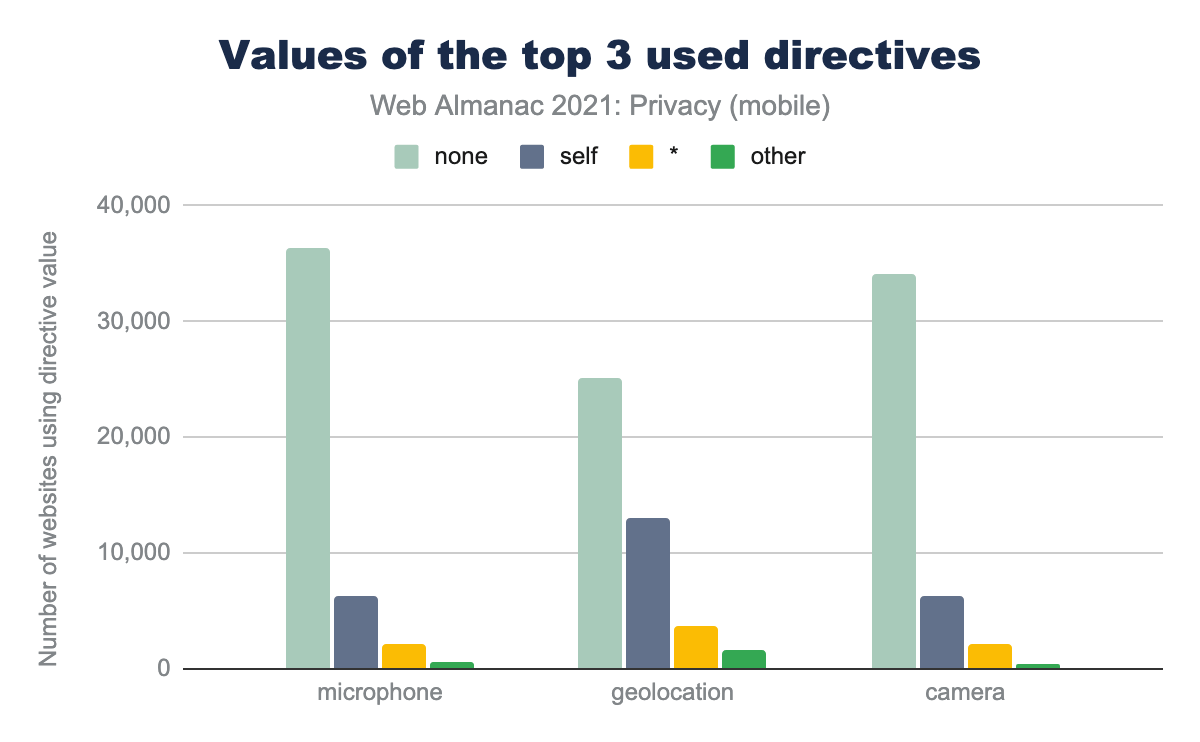 Values of the top 3 used directives
Web Almanac 2021: Privacy (mobile)
none self * other
Number of websites using directive value
40,000
30,000
20,000
10,000
0
microphone geolocation camera